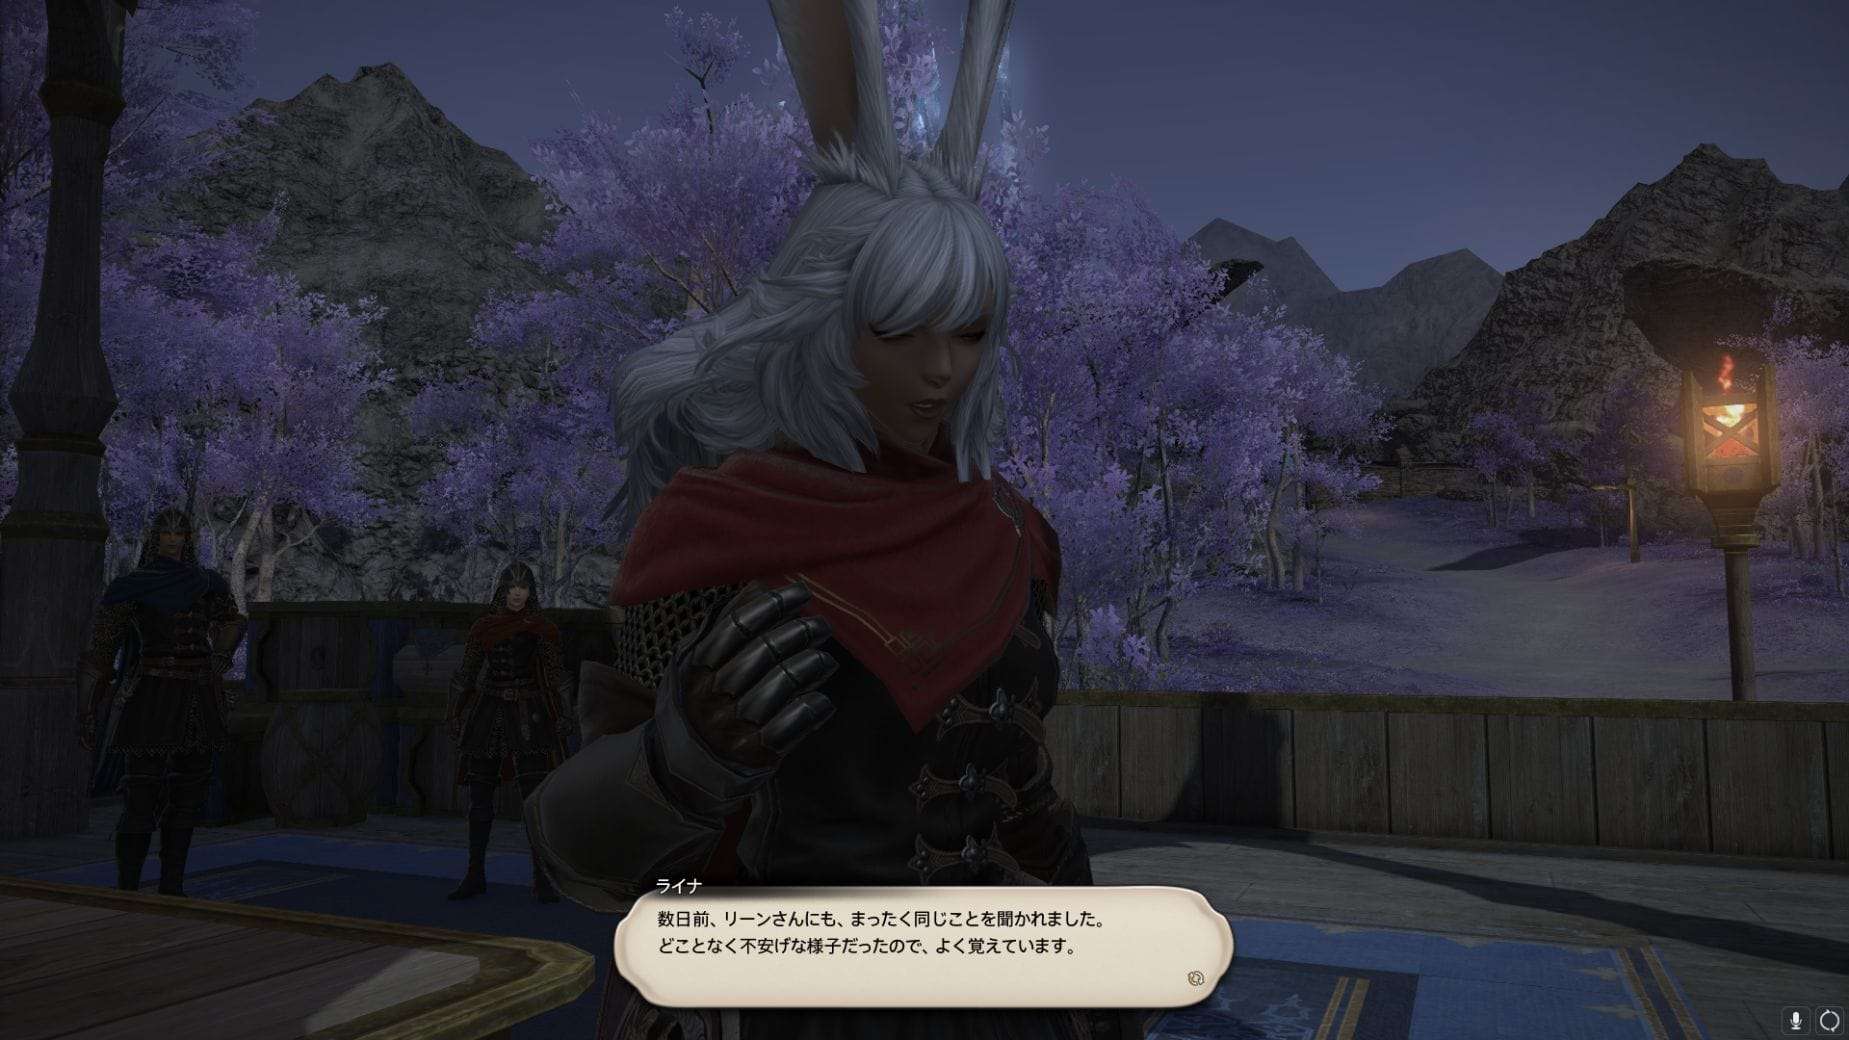 ライナ
数日前、リーンさんにも、まったく同じことを聞かれました。
どことなく不安げな様子だったので、よく覚えています。